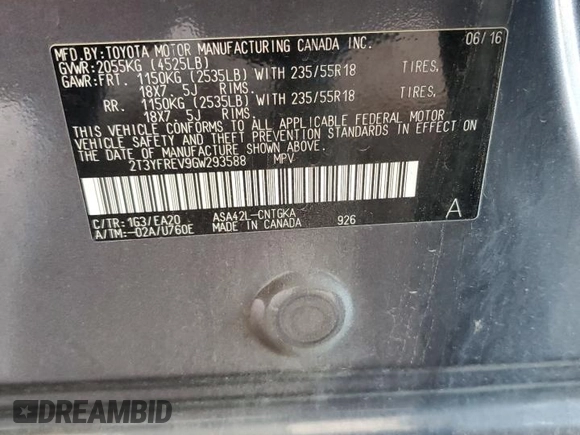 MFD.BY:TOYOTA MOTOR MANUFACTURING CANADA INC. 06/16
GVWR:2055KG (4525LB)
GAWR:FRT. 1150KG (2535LB) WITH 235/55R18 TIRES,
18X7. 5J RIMS.
RR. 1150KG (2535LB) WITH 235/55R18 TIRES,
18X7. 5J RIMS.
THIS VEHICLE CONFORMS TO ALL APPLICABLE FEDERAL MOTOR
VEHICLE SAFETY AND THEFT PREVENTION STANDARDS IN EFFECT ON
THE DATE OF MANUFACTURE SHOWN ABOVE.
2T3YFREV9GW293588 MPV
C/TR:1G3/EA20 ASA42L-CNTGKA A
A/TM:-02A/U760E MADE IN CANADA 926
DREAMBID